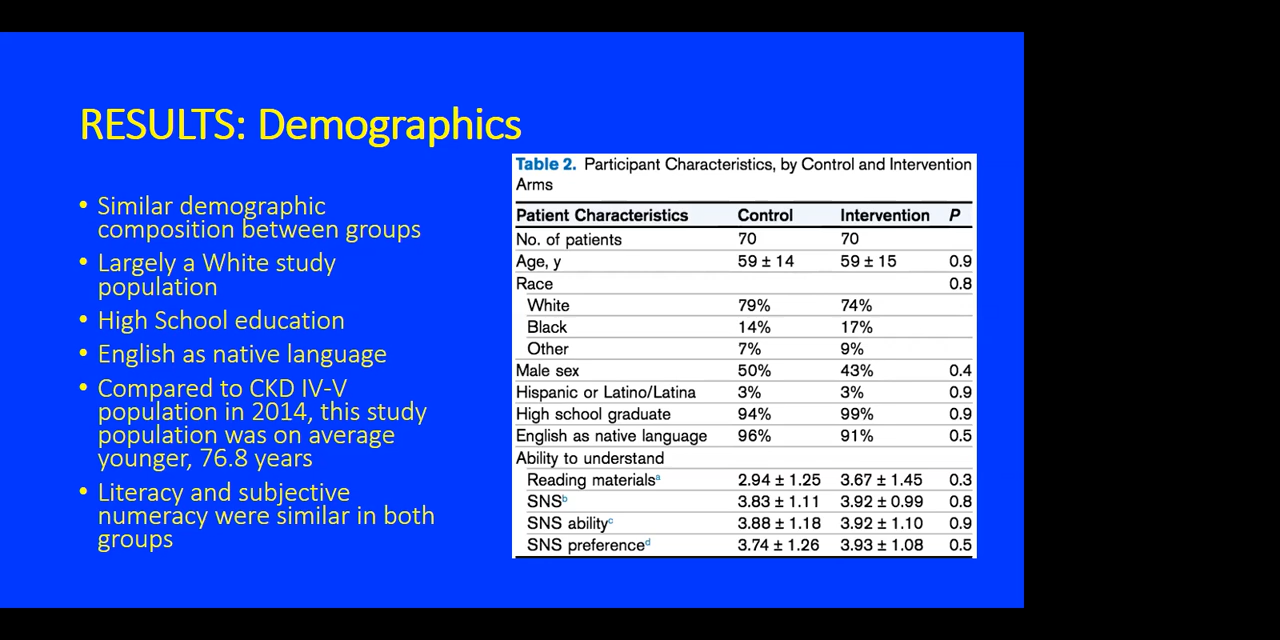 RESULTS: Demographics
• Similar demographic
composition between groups
• Largely a White study
population
• High School education
• English as native language
• Compared to CKD IV-V
population in 2014, this study
population was on average
younger, 76.8 years
• Literacy and subjective
numeracy were similar in both
groups
Table 2. Participant Characteristics, by Control and Intervention
Arms
Patient Characteristics Control Intervention P
No. of patients 70 70
Age, y 59 ± 14 59 ± 15 0.9
Race 0.8
White 79% 74%
Black 14% 17%
Other 7% 9%
Male sex 50% 43% 0.4
Hispanic or Latino/Latina 3% 3% 0.9
High school graduate 94% 99% 0.9
English as native language 96% 91% 0.5
Ability to understand
Reading materialsᵃ 2.94 ± 1.25 3.67 ± 1.45 0.3
SNSᵇ 3.83 ± 1.11 3.92 ± 0.99 0.8
SNS abilityᶜ 3.88 ± 1.18 3.92 ± 1.10 0.9
SNS preferenceᵈ 3.74 ± 1.26 3.93 ± 1.08 0.5